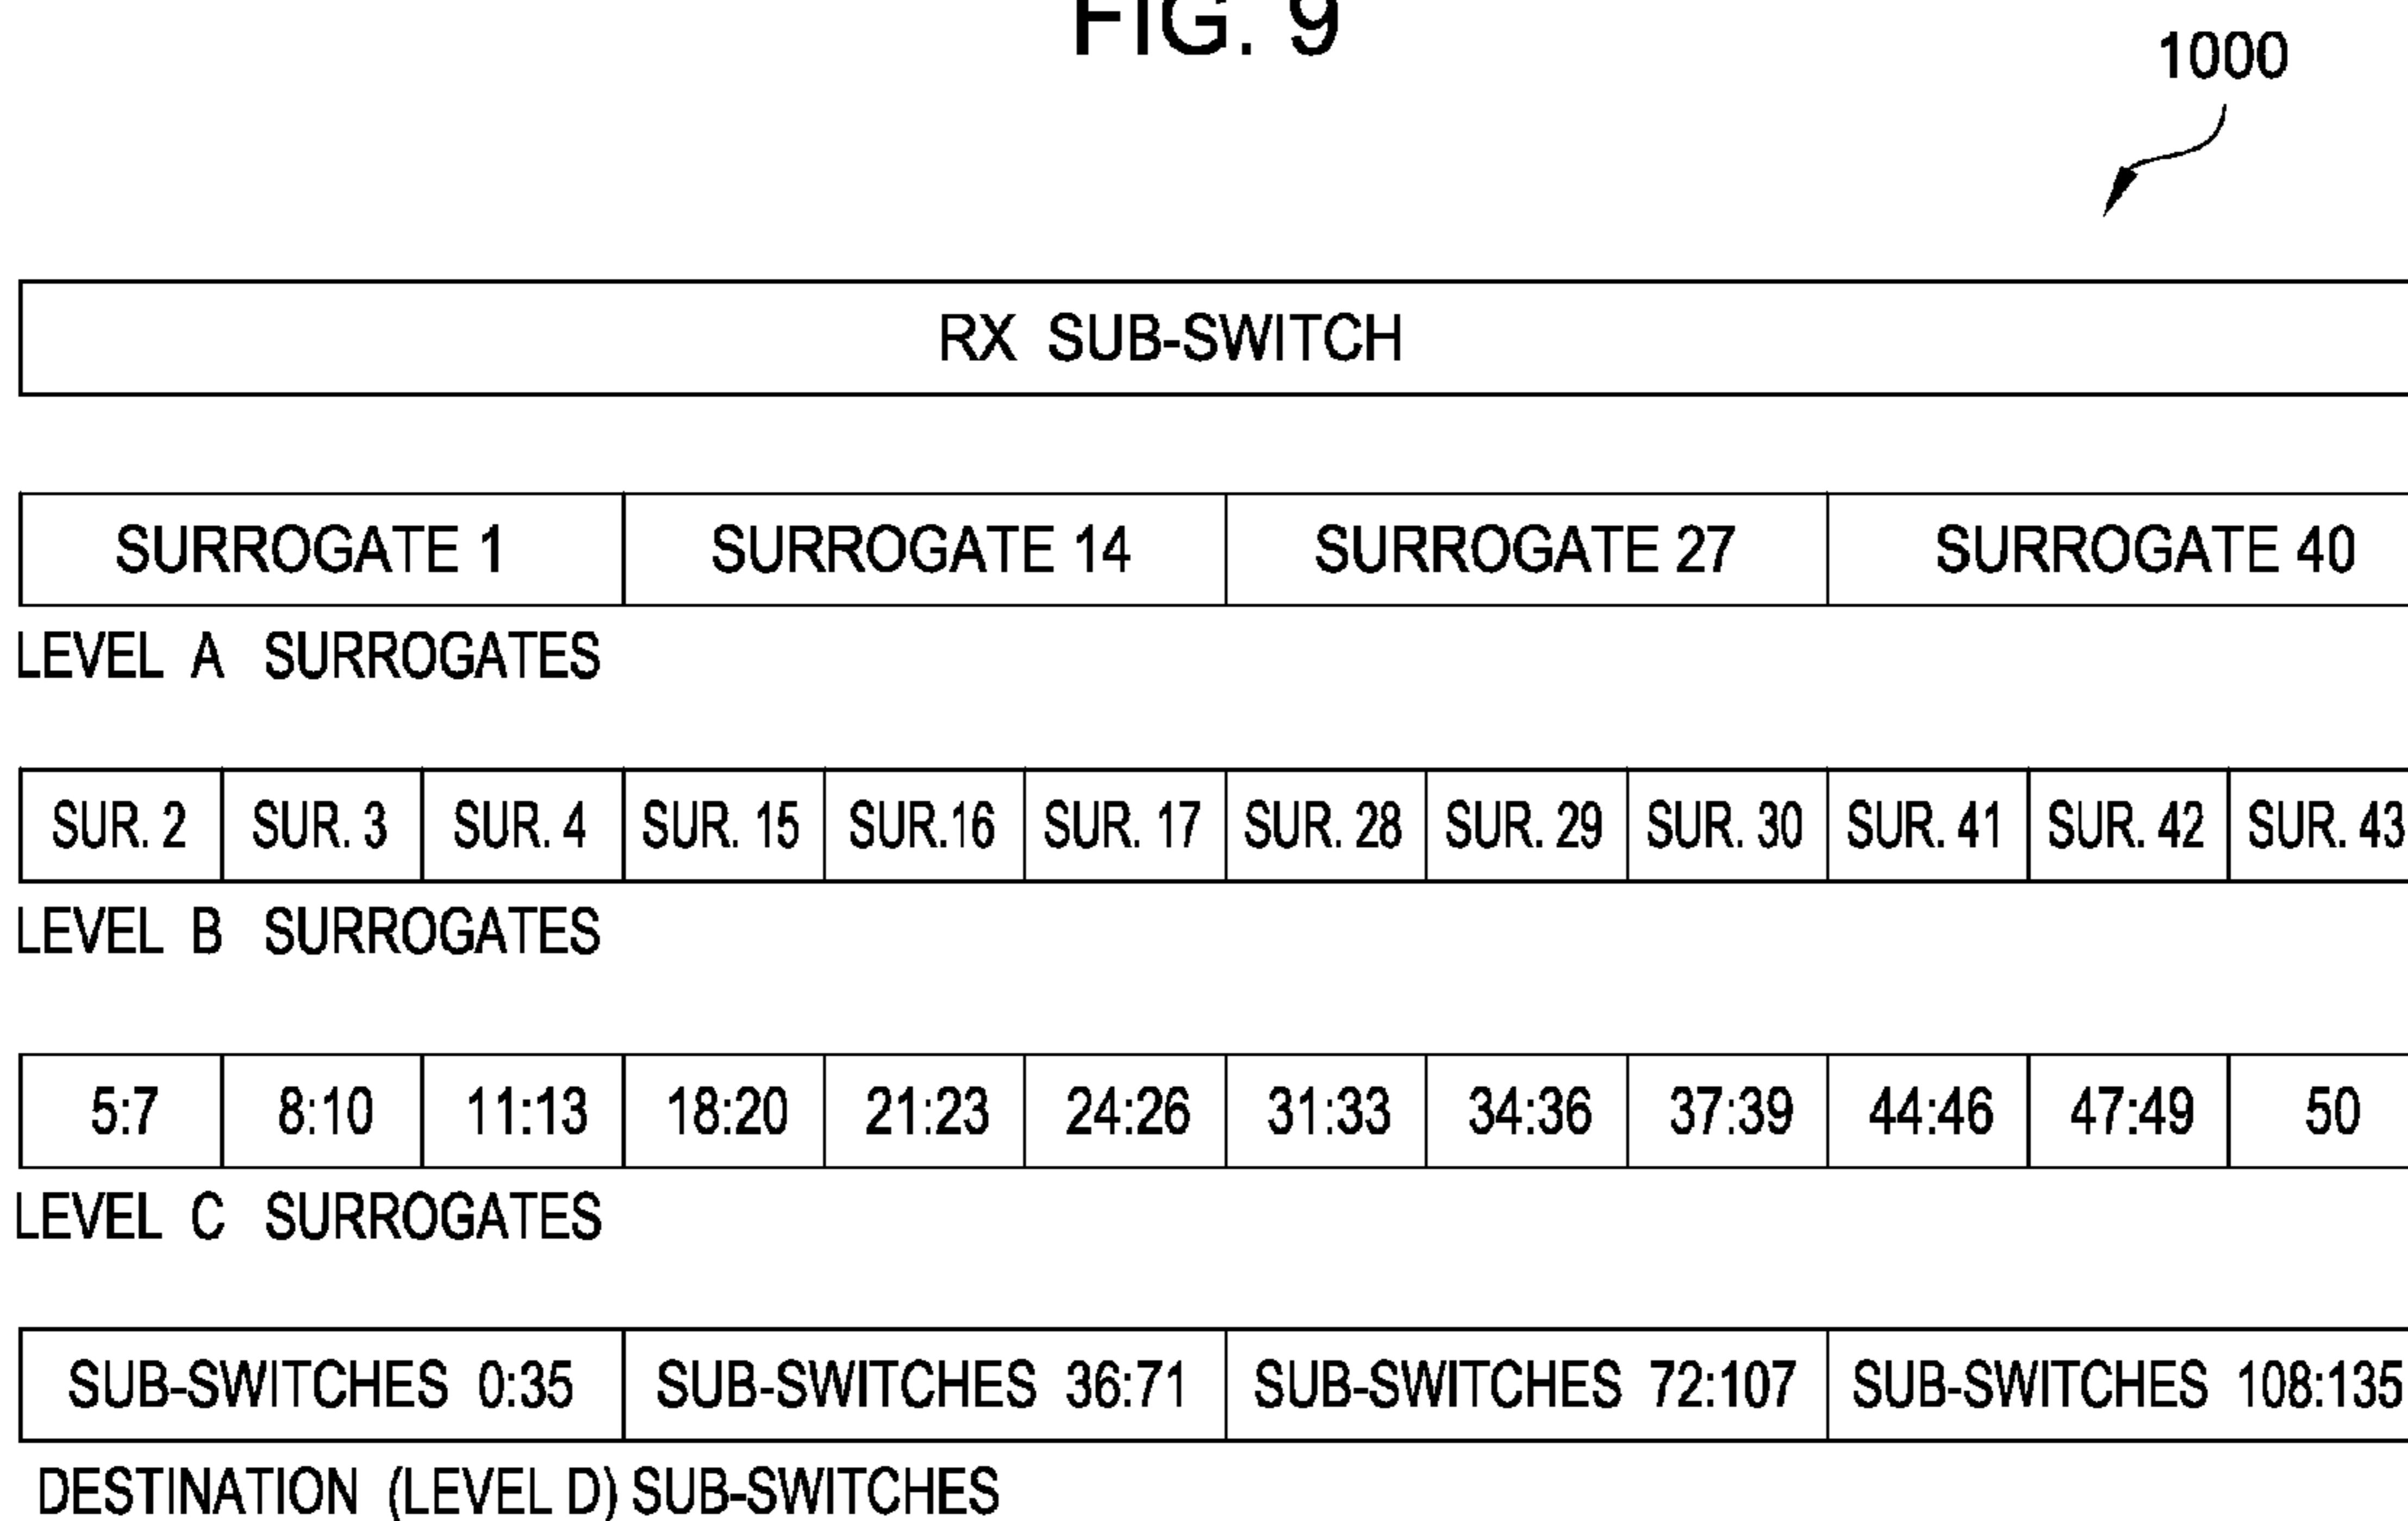 FIG. 9
1000
RX SUB-SWITCH
SURROGATE 1 SURROGATE 14 SURROGATE 27 SURROGATE 40
LEVEL A SURROGATES
SUR. 2 SUR. 3 SUR. 4 SUR. 15 SUR.16 SUR. 17 SUR. 28 SUR. 29 SUR. 30 SUR. 41 SUR. 42 SUR. 43
LEVEL B SURROGATES
5:7 8:10 11:13 18:20 21:23 24:26 31:33 34:36 37:39 44:46 47:49 50
LEVEL C SURROGATES
SUB-SWITCHES 0:35 SUB-SWITCHES 36:71 SUB-SWITCHES 72:107 SUB-SWITCHES 108:135
DESTINATION (LEVEL D) SUB-SWITCHES